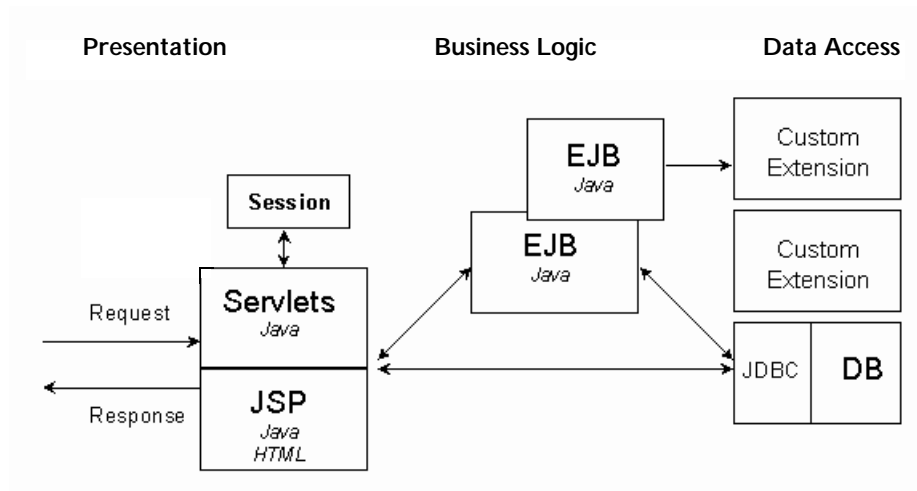 Presentation
Business Logic
Data Access
Custom
Extension
EJB
Java
Session
EJB
Java
Custom
Extension
Servlets
Java
Request
JDBC
DB
JSP
Java
HTML
Response